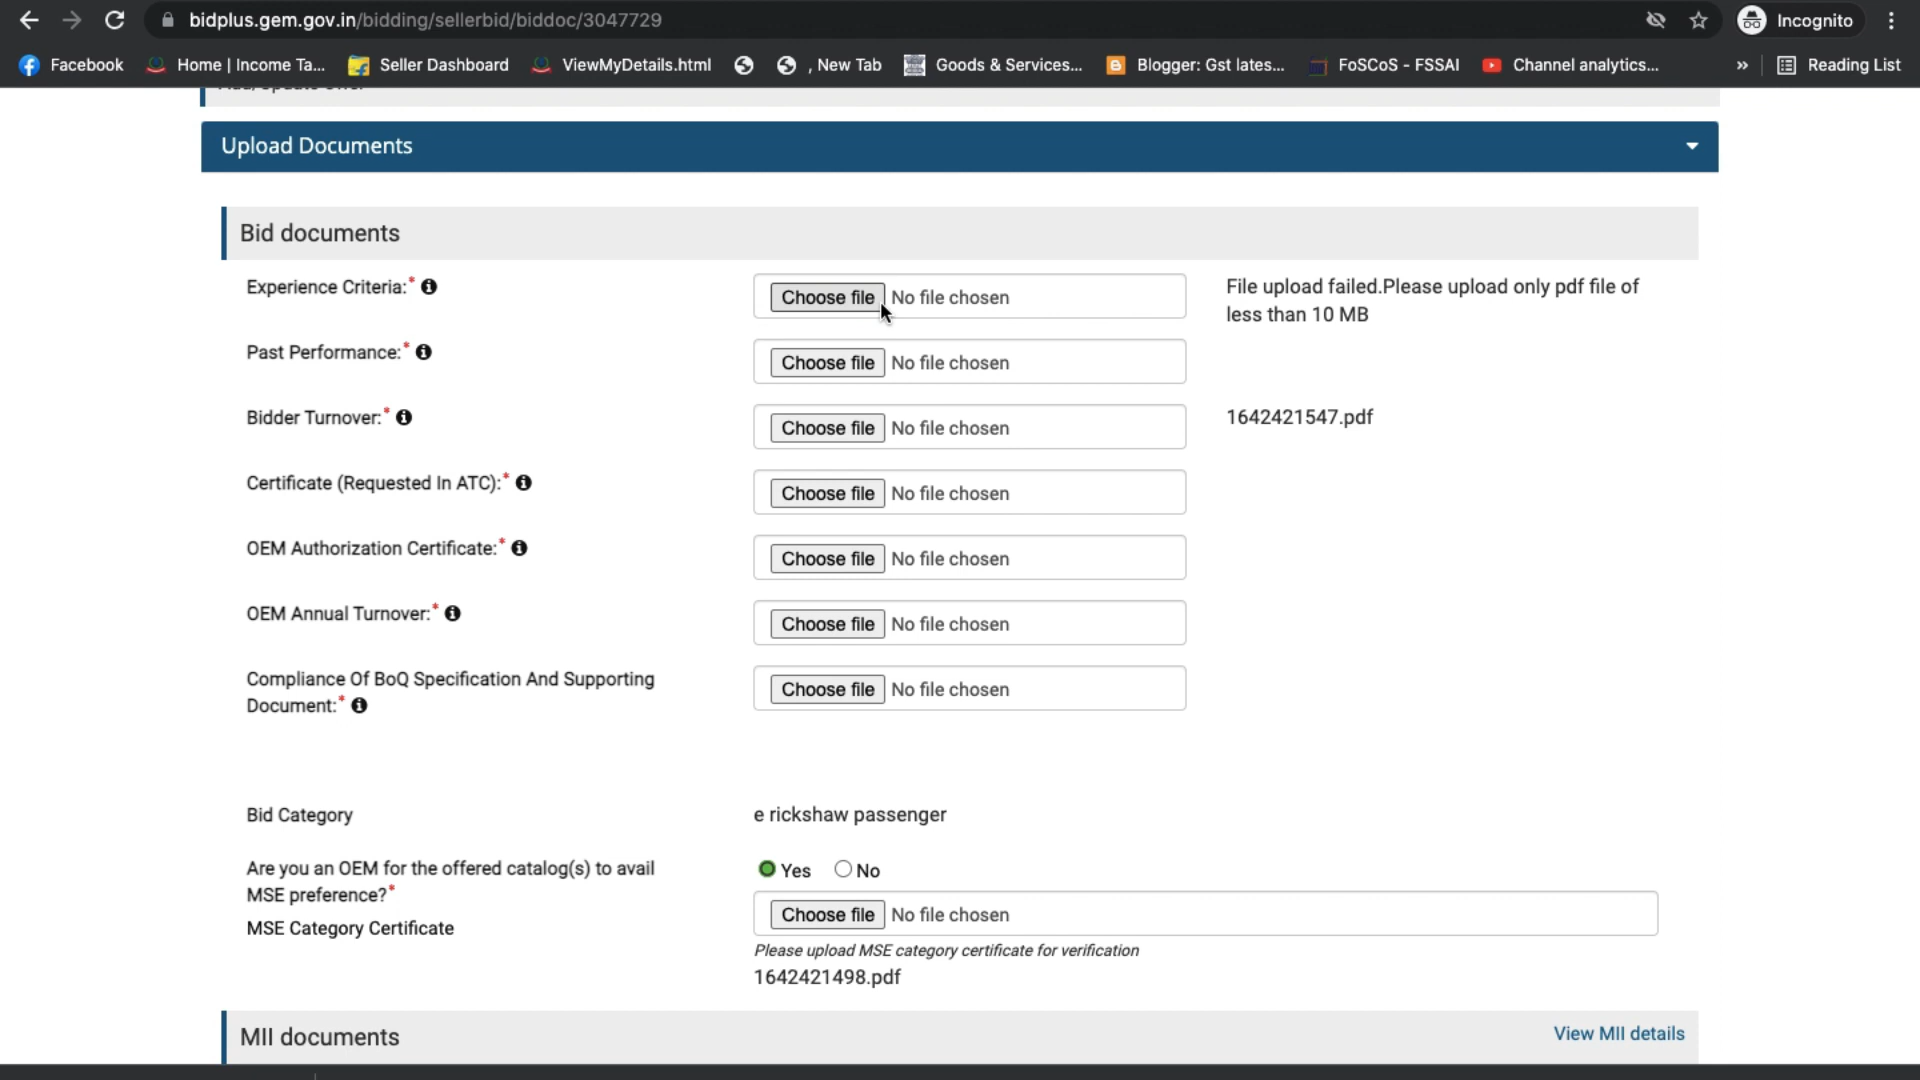 bidplus.gem.gov.in/bidding/sellerbid/biddoc/3047729
Incognito
Facebook
Home | Income Ta...
Seller Dashboard
ViewMyDetails.html
, New Tab
Goods & Services...
Blogger: Gst lates...
FoSCoS - FSSAI
Channel analytics...
»
Reading List
Upload Documents
Bid documents
Experience Criteria:*
Choose file No file chosen
File upload failed.Please upload only pdf file of
less than 10 MB
Past Performance:*
Choose file No file chosen
Bidder Turnover:*
Choose file No file chosen
1642421547.pdf
Certificate (Requested In ATC):*
Choose file No file chosen
OEM Authorization Certificate:*
Choose file No file chosen
OEM Annual Turnover:*
Choose file No file chosen
Compliance Of BoQ Specification And Supporting
Document:*
Choose file No file chosen
Bid Category
e rickshaw passenger
Are you an OEM for the offered catalog(s) to avail
MSE preference?*
Yes No
MSE Category Certificate
Choose file No file chosen
Please upload MSE category certificate for verification
1642421498.pdf
MII documents
View MII details